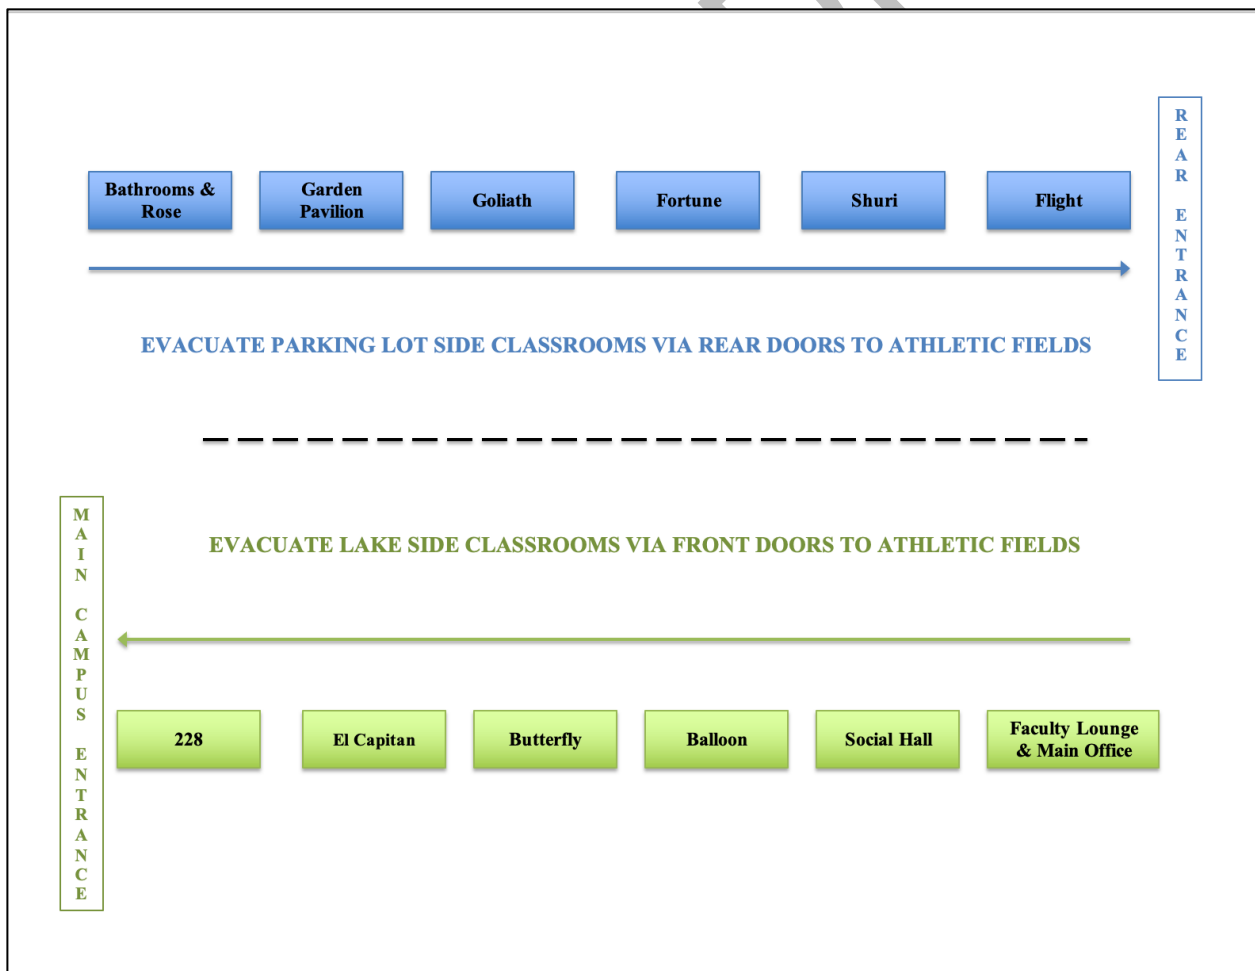 REAR ENTRANCE
Bathrooms &
Rose
Garden
Pavilion
Goliath
Fortune
Shuri
Flight
EVACUATE PARKING LOT SIDE CLASSROOMS VIA REAR DOORS TO ATHLETIC FIELDS
MAIN CAMPUS ENTRANCE
EVACUATE LAKE SIDE CLASSROOMS VIA FRONT DOORS TO ATHLETIC FIELDS
228
El Capitan
Butterfly
Balloon
Social Hall
Faculty Lounge
& Main Office